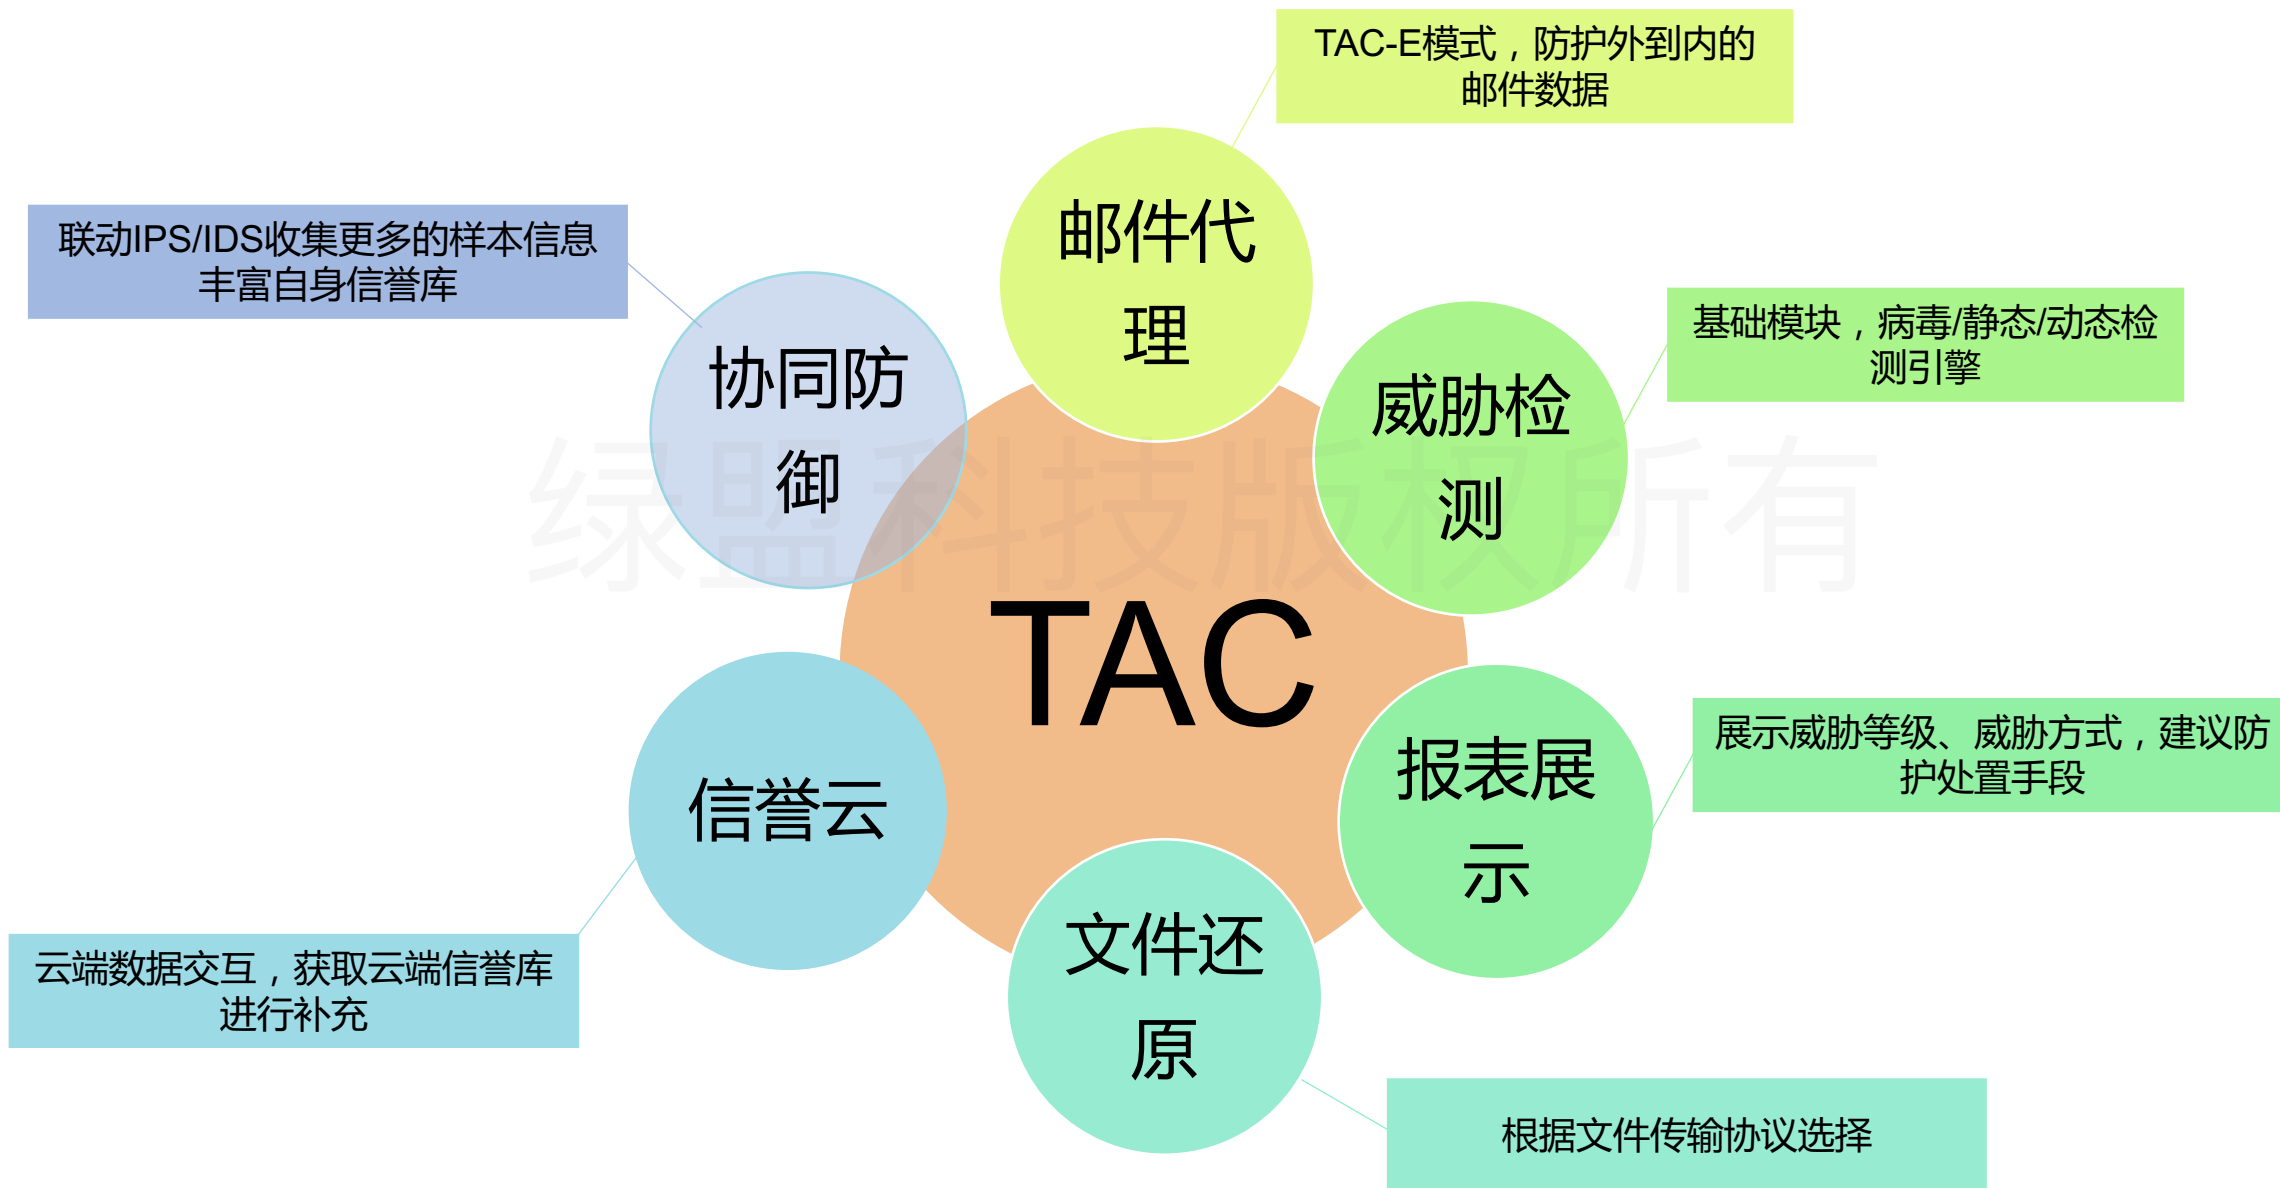 TAC-E模式，防护外到内的
邮件数据
邮件代
理
联动IPS/IDS收集更多的样本信息
丰富自身信誉库
协同防
御
基础模块，病毒/静态/动态检
测引擎
威胁检
测
绿盟科技版权所有
TAC
展示威胁等级、威胁方式，建议防
护处置手段
报表展
示
信誉云
云端数据交互，获取云端信誉库
进行补充
文件还
原
根据文件传输协议选择